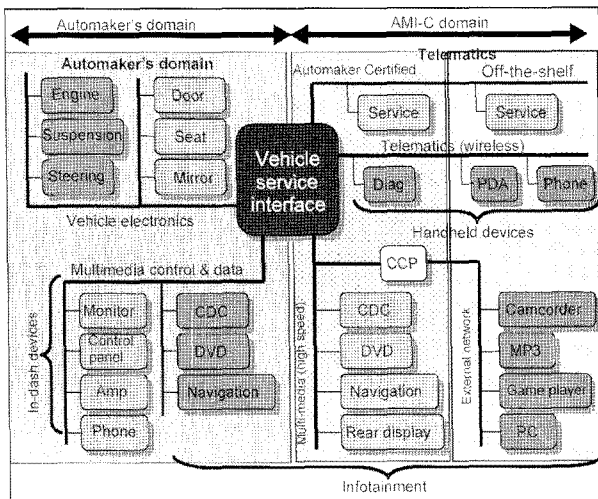 Automaker's domain
AMI-C domain
Automaker's domain
Telematics
Automaker Certified
Off-the-shelf
Engine
Door
Service
Service
Suspension
Seat
Telematics (wireless)
Steering
Mirror
Vehicle
service
interface
Diag
PDA
Phone
Vehicle electronics
Handheld devices
Multimedia control & data
CCP
In-dash devices
Monitor
CDC
Control
panel
DVD
Amp
Navigation
Phone
Multi-media (high speed)
CDC
DVD
Navigation
Rear display
External network
Camcorder
MP3
Game player
PC
Infotainment